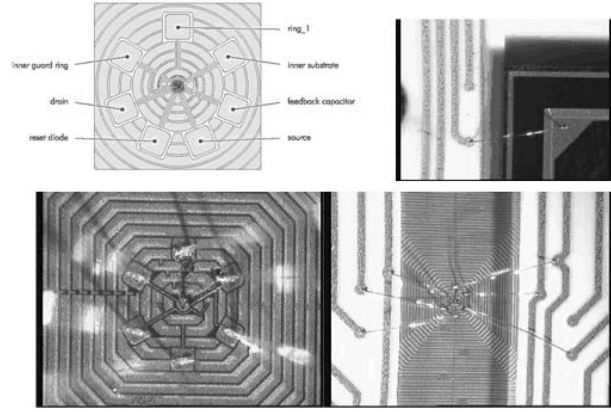 ring_1
inner guard ring
inner substrate
drain
feedback capacitor
reset diode
source